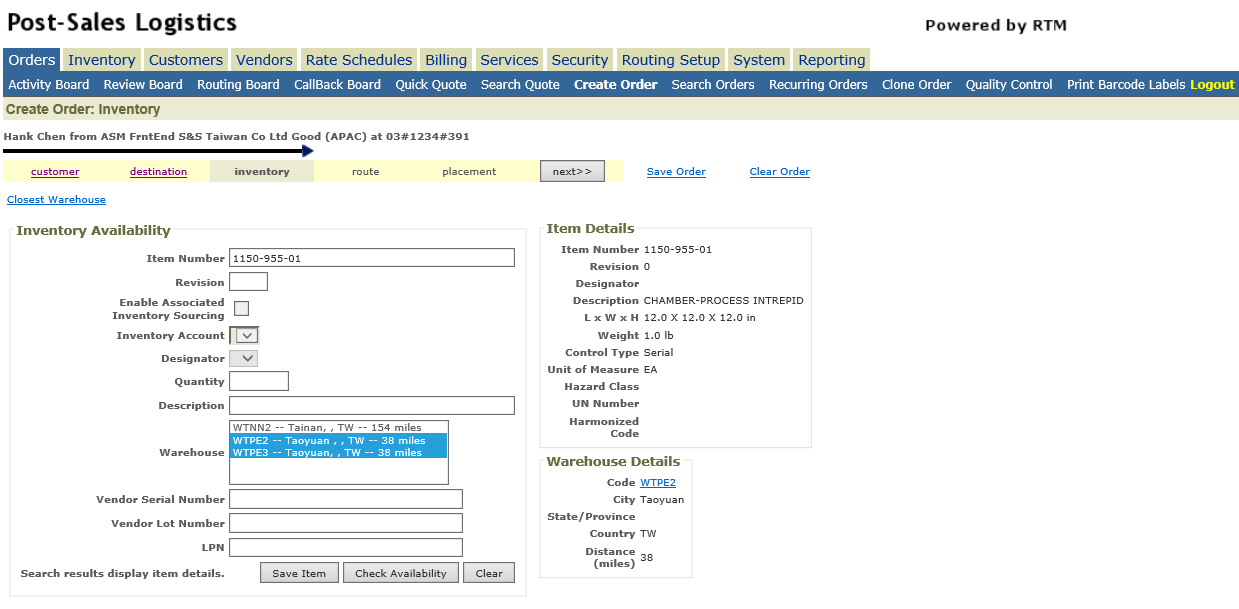 Post-Sales Logistics
Powered by RTM
Orders Inventory Customers Vendors Rate Schedules Billing Services Security Routing Setup System Reporting
Activity Board Review Board Routing Board CallBack Board Quick Quote Search Quote Create Order Search Orders Recurring Orders Clone Order Quality Control Print Barcode Labels Logout
Create Order: Inventory
Hank Chen from ASM FrntEnd S&S Taiwan Co Ltd Good (APAC) at 03#1234#391
customer destination inventory route placement next>> Save Order Clear Order
Closest Warehouse
Inventory Availability
Item Number 1150-955-01
Revision
Enable Associated
Inventory Sourcing
Inventory Account
Designator
Quantity
Description
Warehouse
WTNN2 -- Tainan, , TW -- 154 miles
WTPE2 -- Taoyuan , , TW -- 38 miles
WTPE3 -- Taoyuan, , TW -- 38 miles
Vendor Serial Number
Vendor Lot Number
LPN
Search results display item details. Save Item Check Availability Clear
Item Details
Item Number 1150-955-01
Revision 0
Designator
Description CHAMBER-PROCESS INTREPID
L x W x H 12.0 X 12.0 X 12.0 in
Weight 1.0 lb
Control Type Serial
Unit of Measure EA
Hazard Class
UN Number
Harmonized
Code
Warehouse Details
Code WTPE2
City Taoyuan
State/Province
Country TW
Distance
(miles) 38